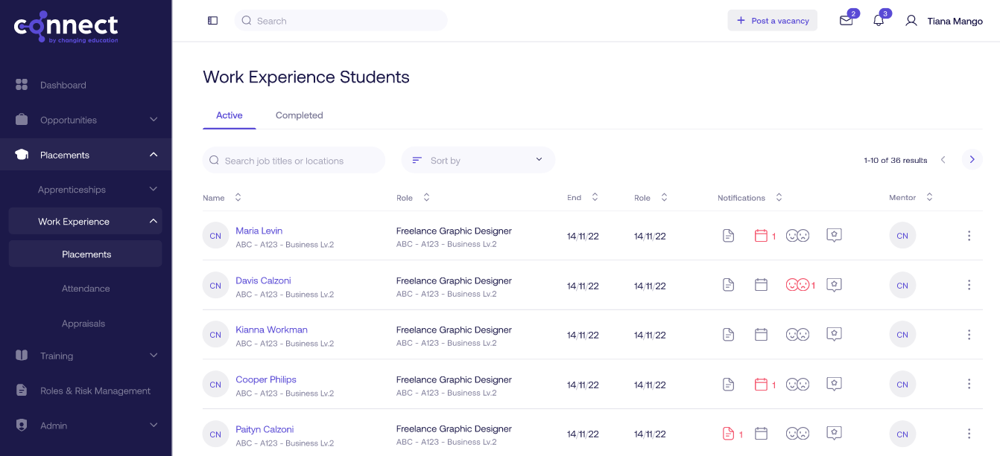 connect
by changing education
Dashboard
Opportunities
Placements
Apprenticeships
Work Experience
Placements
Attendance
Appraisals
Training
Roles & Risk Management
Admin
Search
+ Post a vacancy
2
3
Tiana Mango
Work Experience Students
Active Completed
Search job titles or locations
Sort by
1-10 of 36 results
Name Role End Role Notifications Mentor
CN Maria Levin Freelance Graphic Designer 14/11/22 14/11/22 1 CN
ABC - A123 - Business Lv.2 ABC - A123 - Business Lv.2
CN Davis Calzoni Freelance Graphic Designer 14/11/22 14/11/22 1 CN
ABC - A123 - Business Lv.2 ABC - A123 - Business Lv.2
CN Kianna Workman Freelance Graphic Designer 14/11/22 14/11/22 CN
ABC - A123 - Business Lv.2 ABC - A123 - Business Lv.2
CN Cooper Philips Freelance Graphic Designer 14/11/22 14/11/22 1 CN
ABC - A123 - Business Lv.2 ABC - A123 - Business Lv.2
CN Paityn Calzoni Freelance Graphic Designer 14/11/22 14/11/22 1 CN
ABC - A123 - Business Lv.2 ABC - A123 - Business Lv.2